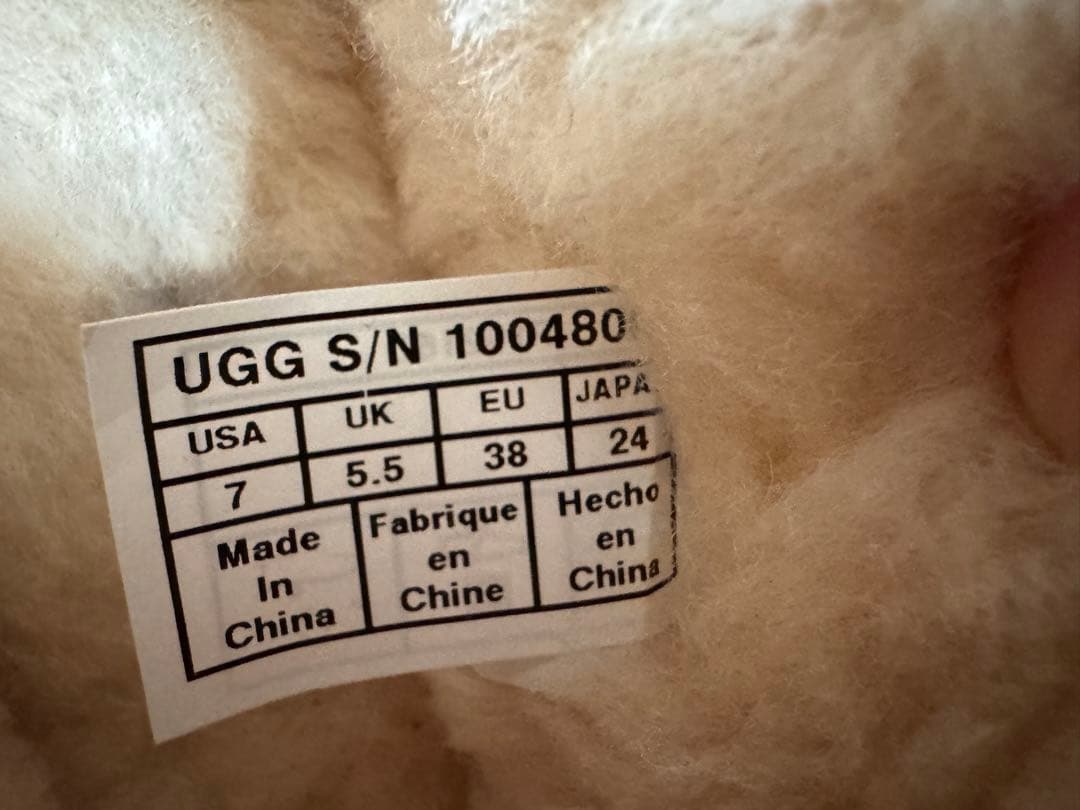 UGG S/N 100480
USA UK EU JAPA
7 5.5 38 24
Made Fabrique Hecho
In en en
China Chine China